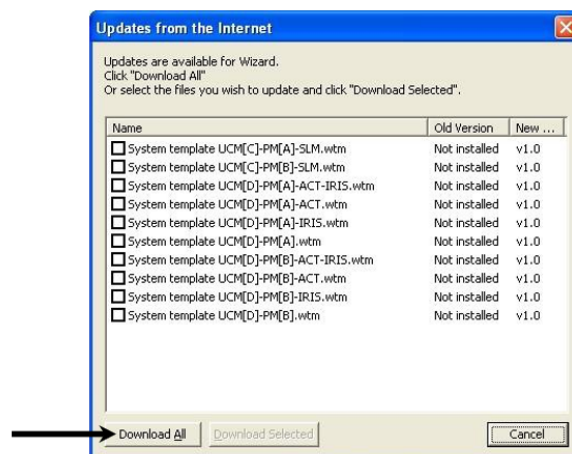 Updates from the Internet
Updates are available for Wizard.
Click "Download All"
Or select the files you wish to update and click "Download Selected".
Name Old Version New ...
System template UCM[C]-PM[A]-SLM.wtm Not installed v1.0
System template UCM[C]-PM[B]-SLM.wtm Not installed v1.0
System template UCM[D]-PM[A]-ACT-IRIS.wtm Not installed v1.0
System template UCM[D]-PM[A]-ACT.wtm Not installed v1.0
System template UCM[D]-PM[A]-IRIS.wtm Not installed v1.0
System template UCM[D]-PM[A].wtm Not installed v1.0
System template UCM[D]-PM[B]-ACT-IRIS.wtm Not installed v1.0
System template UCM[D]-PM[B]-ACT.wtm Not installed v1.0
System template UCM[D]-PM[B]-IRIS.wtm Not installed v1.0
System template UCM[D]-PM[B].wtm Not installed v1.0
Download All Download Selected Cancel